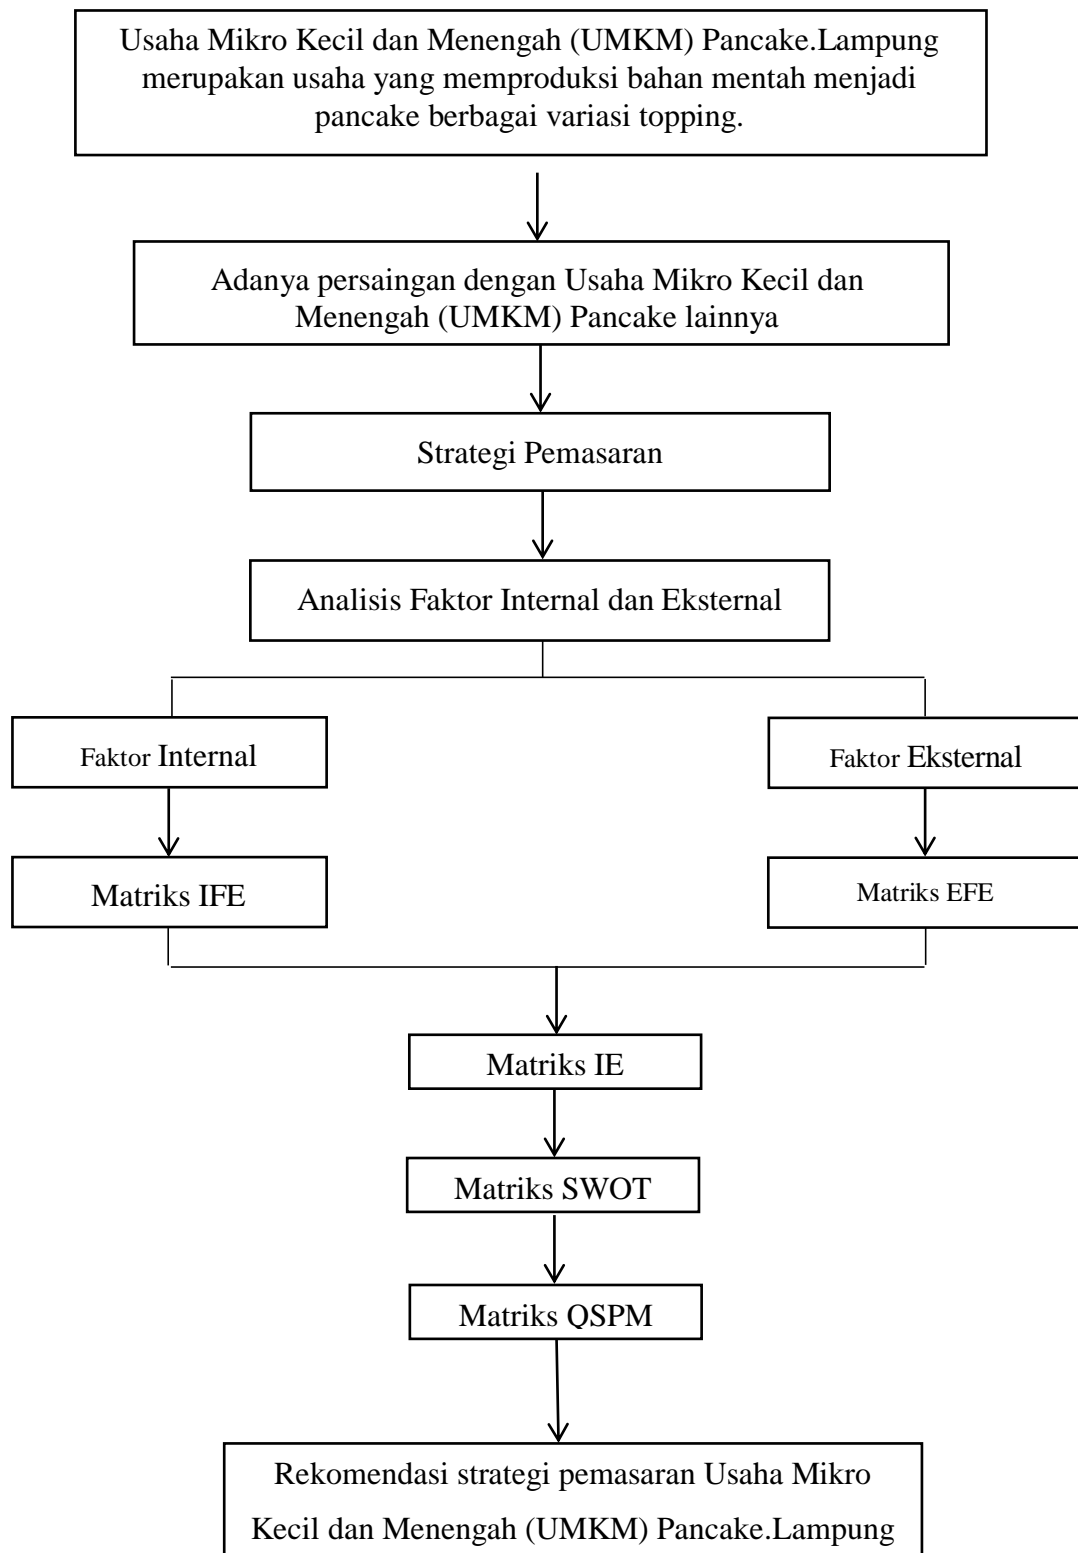 Usaha Mikro Kecil dan Menengah (UMKM) Pancake.Lampung
merupakan usaha yang memproduksi bahan mentah menjadi
pancake berbagai variasi topping.
Adanya persaingan dengan Usaha Mikro Kecil dan
Menengah (UMKM) Pancake lainnya
Strategi Pemasaran
Analisis Faktor Internal dan Eksternal
Faktor Internal
Faktor Eksternal
Matriks IFE
Matriks EFE
Matriks IE
Matriks SWOT
Matriks QSPM
Rekomendasi strategi pemasaran Usaha Mikro
Kecil dan Menengah (UMKM) Pancake.Lampung